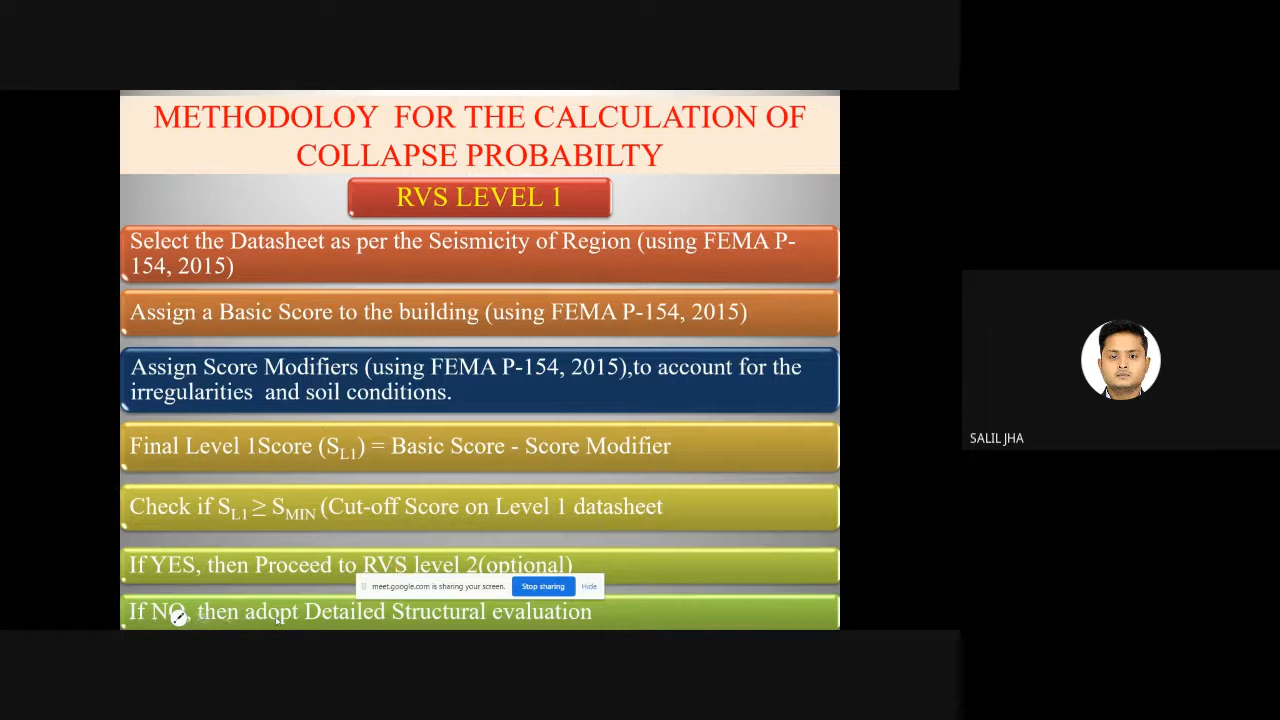 METHODOLOY FOR THE CALCULATION OF
COLLAPSE PROBABILTY
RVS LEVEL 1
Select the Datasheet as per the Seismicity of Region (using FEMA P-
154, 2015)
Assign a Basic Score to the building (using FEMA P-154, 2015)
Assign Score Modifiers (using FEMA P-154, 2015),to account for the
irregularities and soil conditions.
Final Level 1Score (SL1) = Basic Score - Score Modifier
Check if SL1 ≥ SMIN (Cut-off Score on Level 1 datasheet
If YES, then Proceed to RVS level 2(optional)
meet.google.com is sharing your screen. Stop sharing Hide
If NO, then adopt Detailed Structural evaluation
SALIL JHA